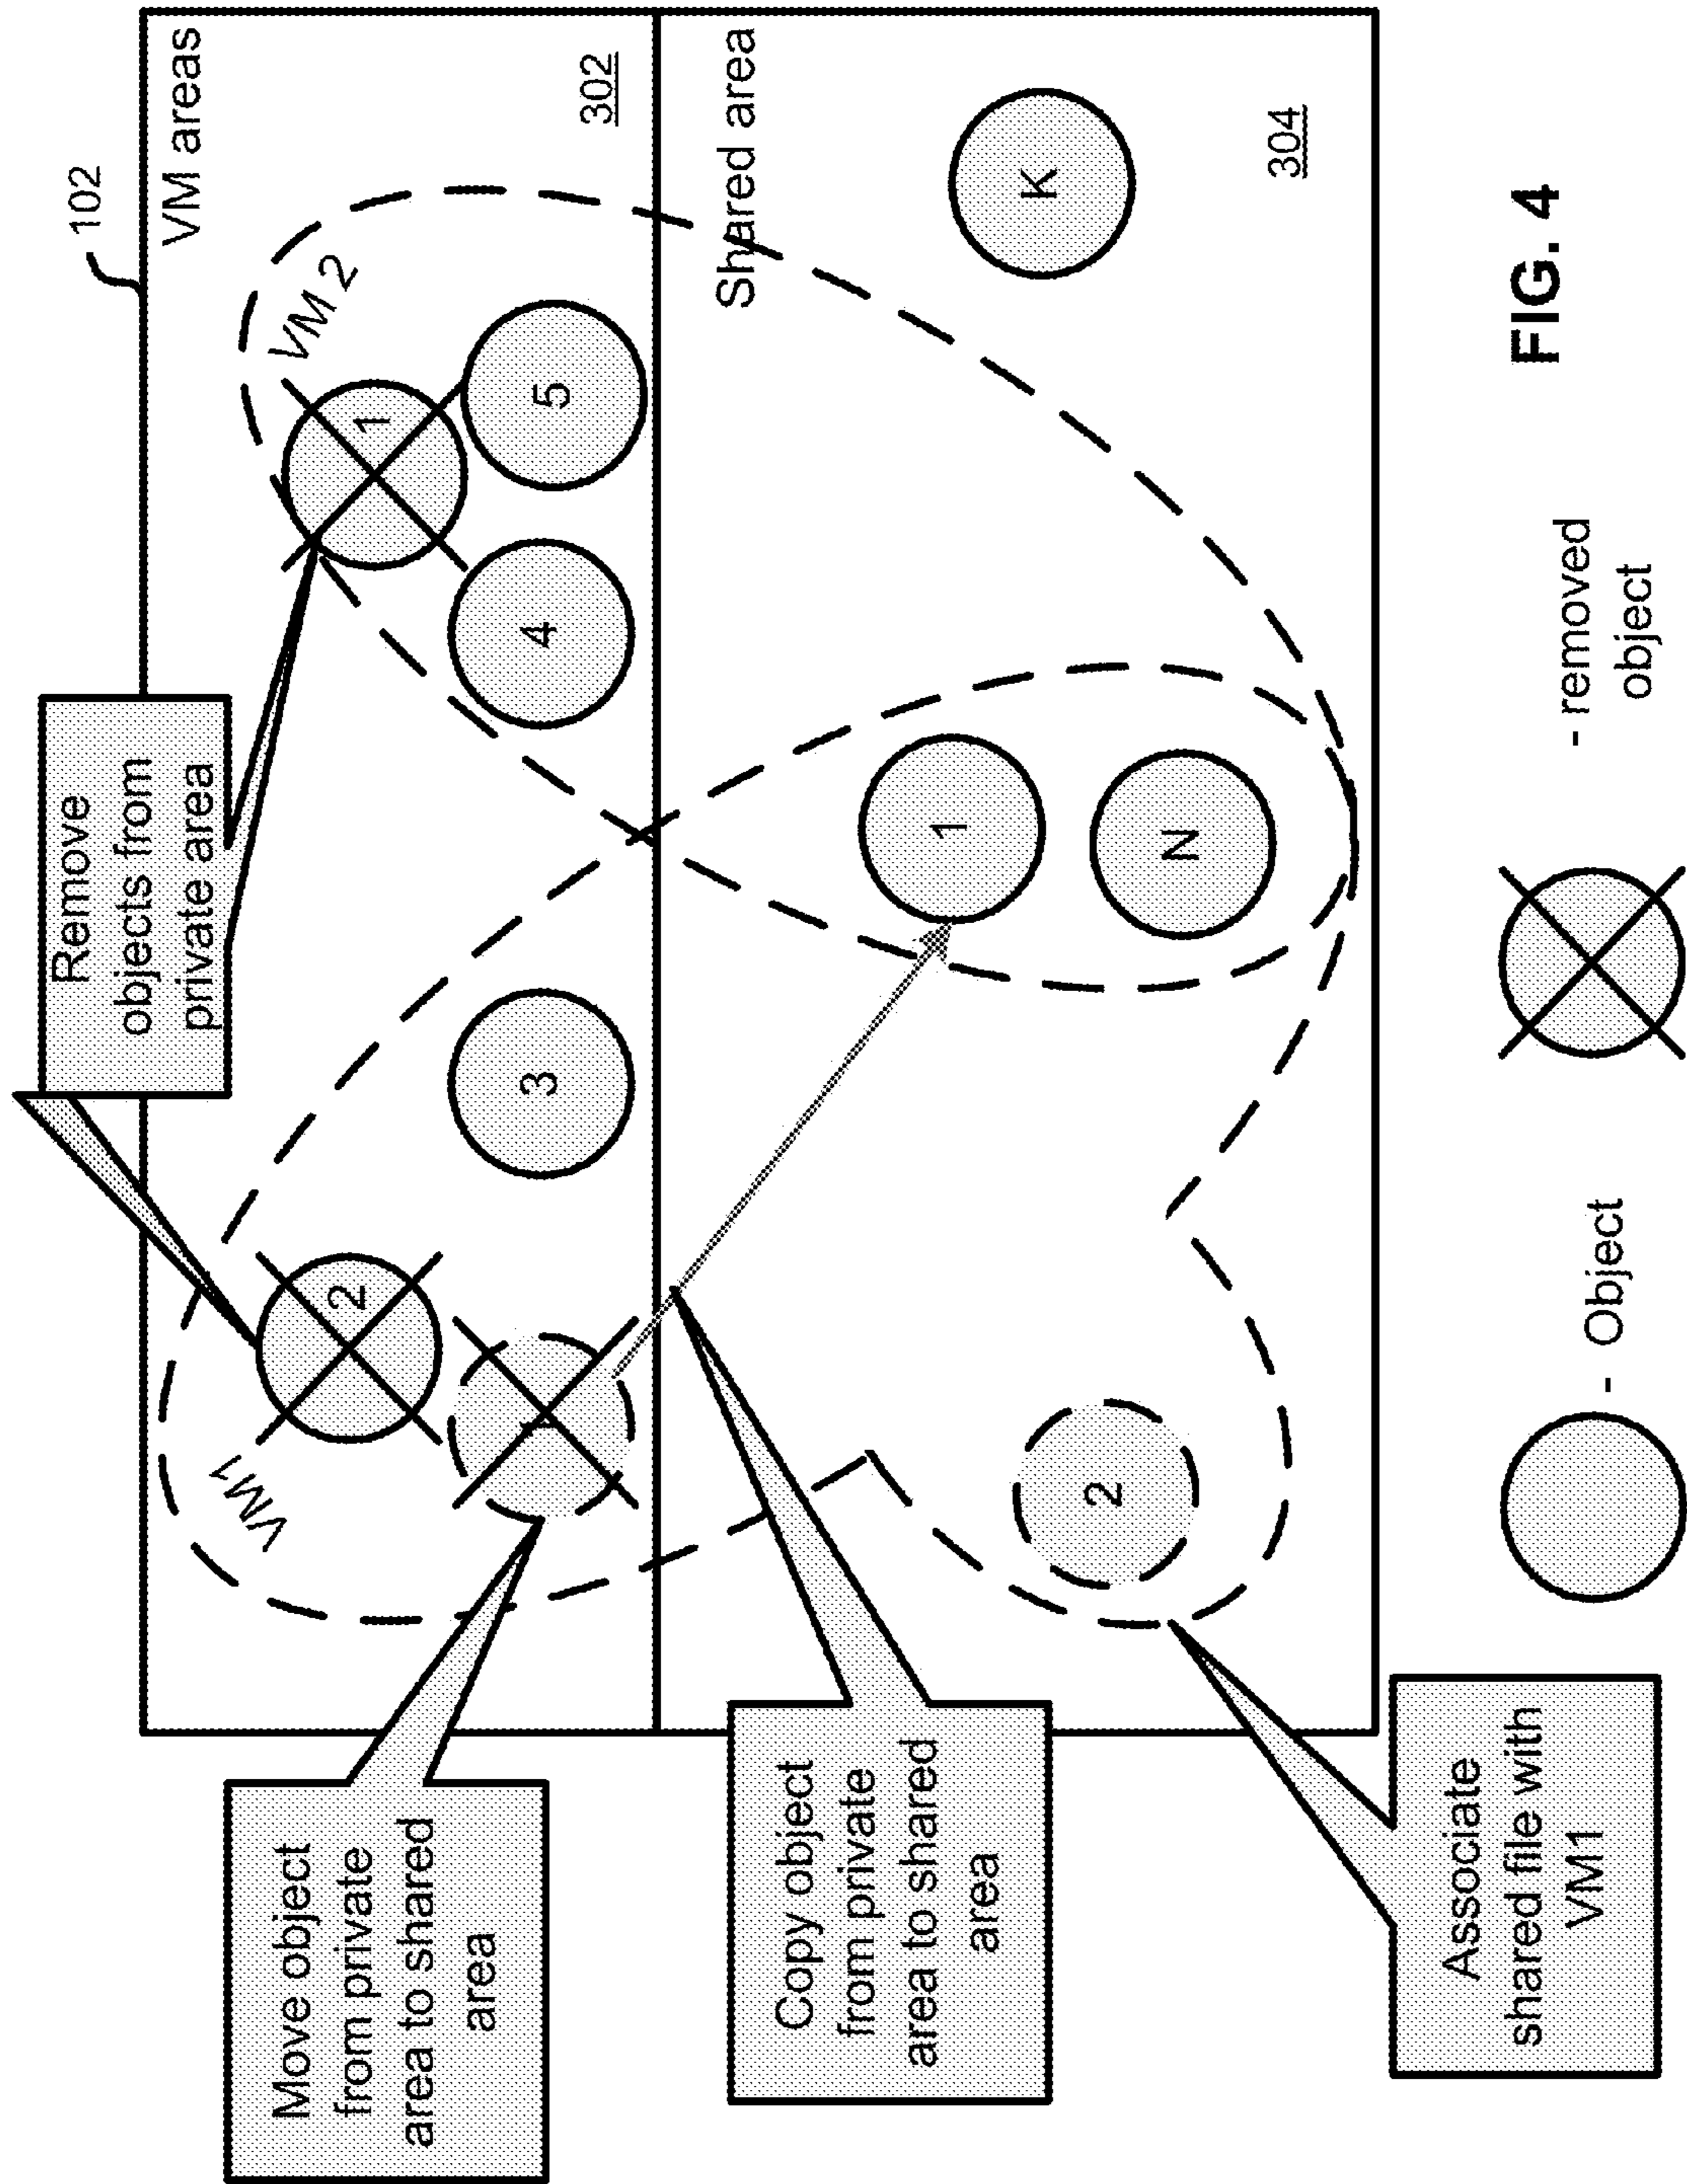 102
VM areas
302
Shared area
304
VM1
VM 2
Remove
objects from
private area
Move object
from private
area to shared
area
Copy object
from private
area to shared
area
Associate
shared file with
VM1
2
1
3
4
1
5
2
1
N
K
- Object
- removed
object
FIG. 4